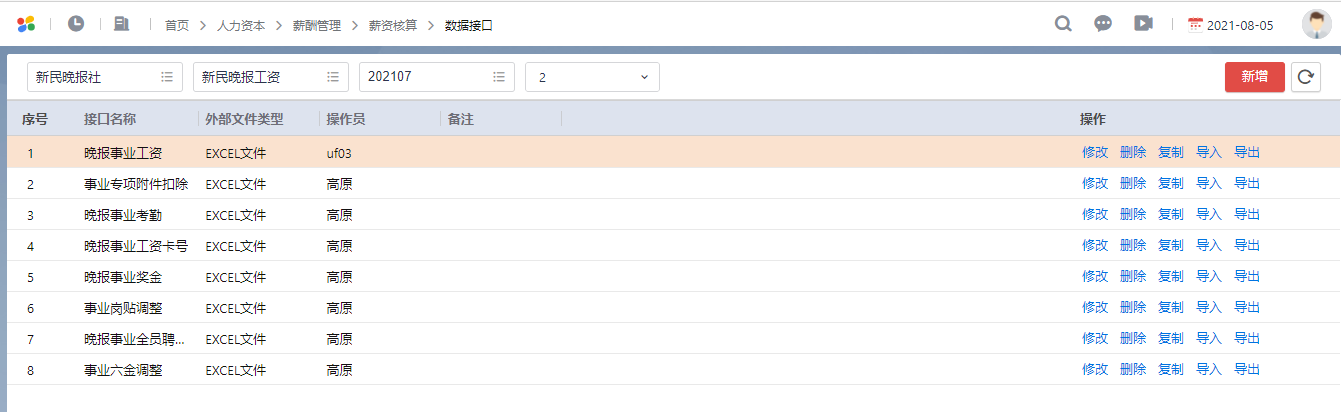 首页 人力资本 薪酬管理 薪资核算 数据接口 2021-08-05
新民晚报社 新民晚报工资 202107 2 新增
序号 接口名称 外部文件类型 操作员 备注 操作
1 晚报事业工资 EXCEL文件 uf03 修改 删除 复制 导入 导出
2 事业专项附件扣除 EXCEL文件 高原 修改 删除 复制 导入 导出
3 晚报事业考勤 EXCEL文件 高原 修改 删除 复制 导入 导出
4 晚报事业工资卡号 EXCEL文件 高原 修改 删除 复制 导入 导出
5 晚报事业奖金 EXCEL文件 高原 修改 删除 复制 导入 导出
6 事业岗贴调整 EXCEL文件 高原 修改 删除 复制 导入 导出
7 晚报事业全员聘... EXCEL文件 高原 修改 删除 复制 导入 导出
8 事业六金调整 EXCEL文件 高原 修改 删除 复制 导入 导出